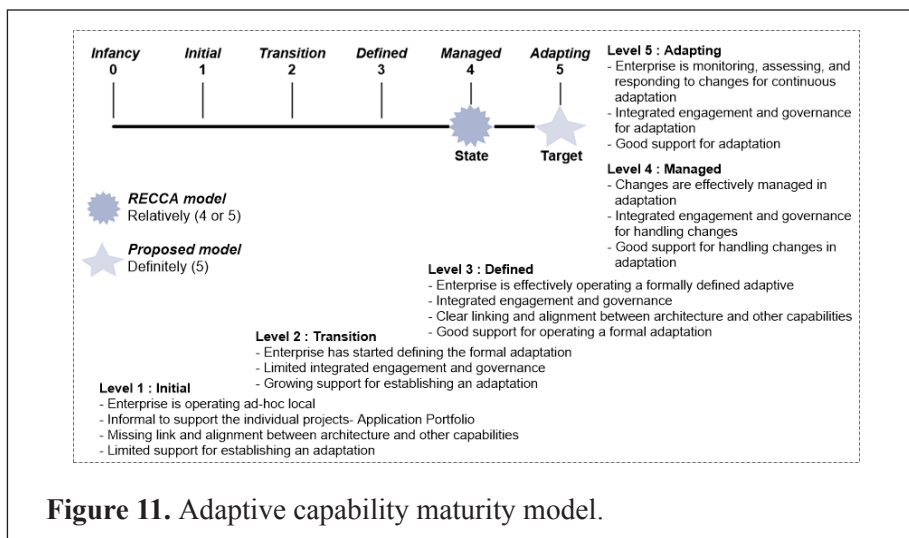 Infancy Initial Transition Defined Managed Adapting
0 1 2 3 4 5
State Target
Level 5 : Adapting
- Enterprise is monitoring, assessing, and
responding to changes for continuous
adaptation
- Integrated engagement and governance
for adaptation
- Good support for adaptation
Level 4 : Managed
- Changes are effectively managed in
adaptation
- Integrated engagement and governance
for handling changes
- Good support for handling changes in
adaptation
RECCA model
Relatively (4 or 5)
Proposed model
Definitely (5)
Level 3 : Defined
- Enterprise is effectively operating a formally defined adaptive
- Integrated engagement and governance
- Clear linking and alignment between architecture and other capabilities
- Good support for operating a formal adaptation
Level 2 : Transition
- Enterprise has started defining the formal adaptation
- Limited integrated engagement and governance
- Growing support for establishing an adaptation
Level 1 : Initial
- Enterprise is operating ad-hoc local
- Informal to support the individual projects- Application Portfolio
- Missing link and alignment between architecture and other capabilities
- Limited support for establishing an adaptation
Figure 11. Adaptive capability maturity model.